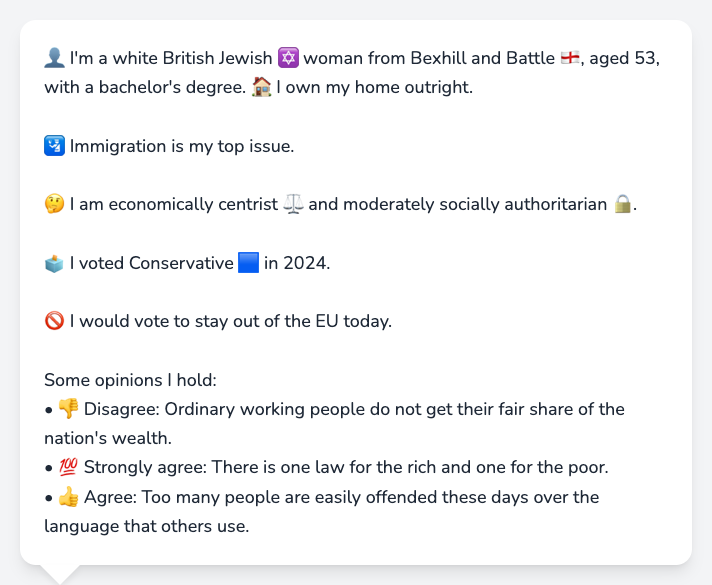 👤 I'm a white British Jewish 🔯 woman from Bexhill and Battle 🏴󠁧󠁢󠁥󠁮󠁧󠁿, aged 53,
with a bachelor's degree. 🏠 I own my home outright.
🛂 Immigration is my top issue.
🤔 I am economically centrist ⚖️ and moderately socially authoritarian 🔒.
🗳️ I voted Conservative 🟦 in 2024.
🚫 I would vote to stay out of the EU today.
Some opinions I hold:
• 👎 Disagree: Ordinary working people do not get their fair share of the
nation's wealth.
• 💯 Strongly agree: There is one law for the rich and one for the poor.
• 👍 Agree: Too many people are easily offended these days over the
language that others use.